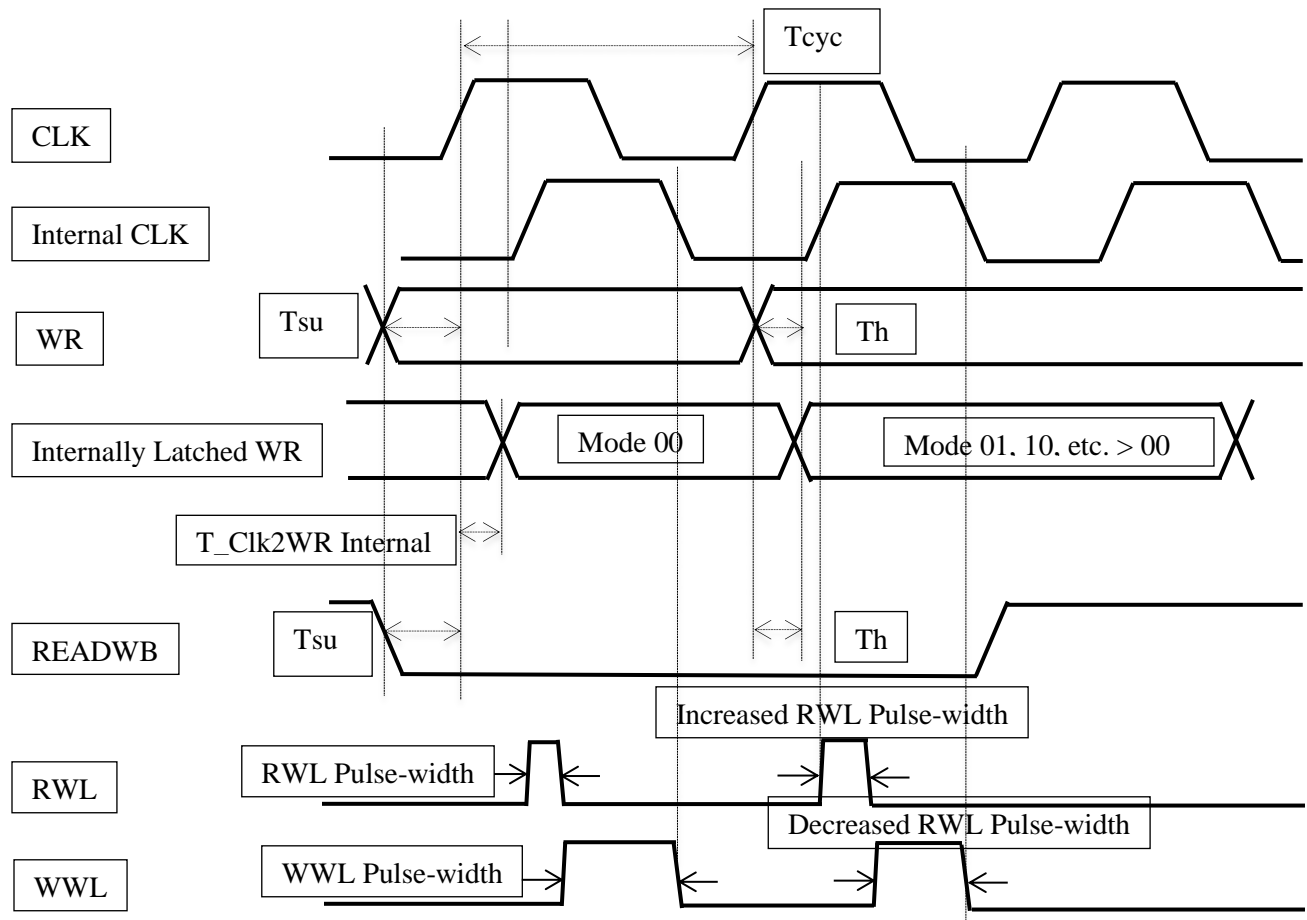 Tcyc
CLK
Internal CLK
Tsu
Th
WR
Mode 00
Mode 01, 10, etc. > 00
Internally Latched WR
T_Clk2WR Internal
Tsu
Th
READWB
Increased RWL Pulse-width
RWL Pulse-width
RWL
Decreased RWL Pulse-width
WWL Pulse-width
WWL